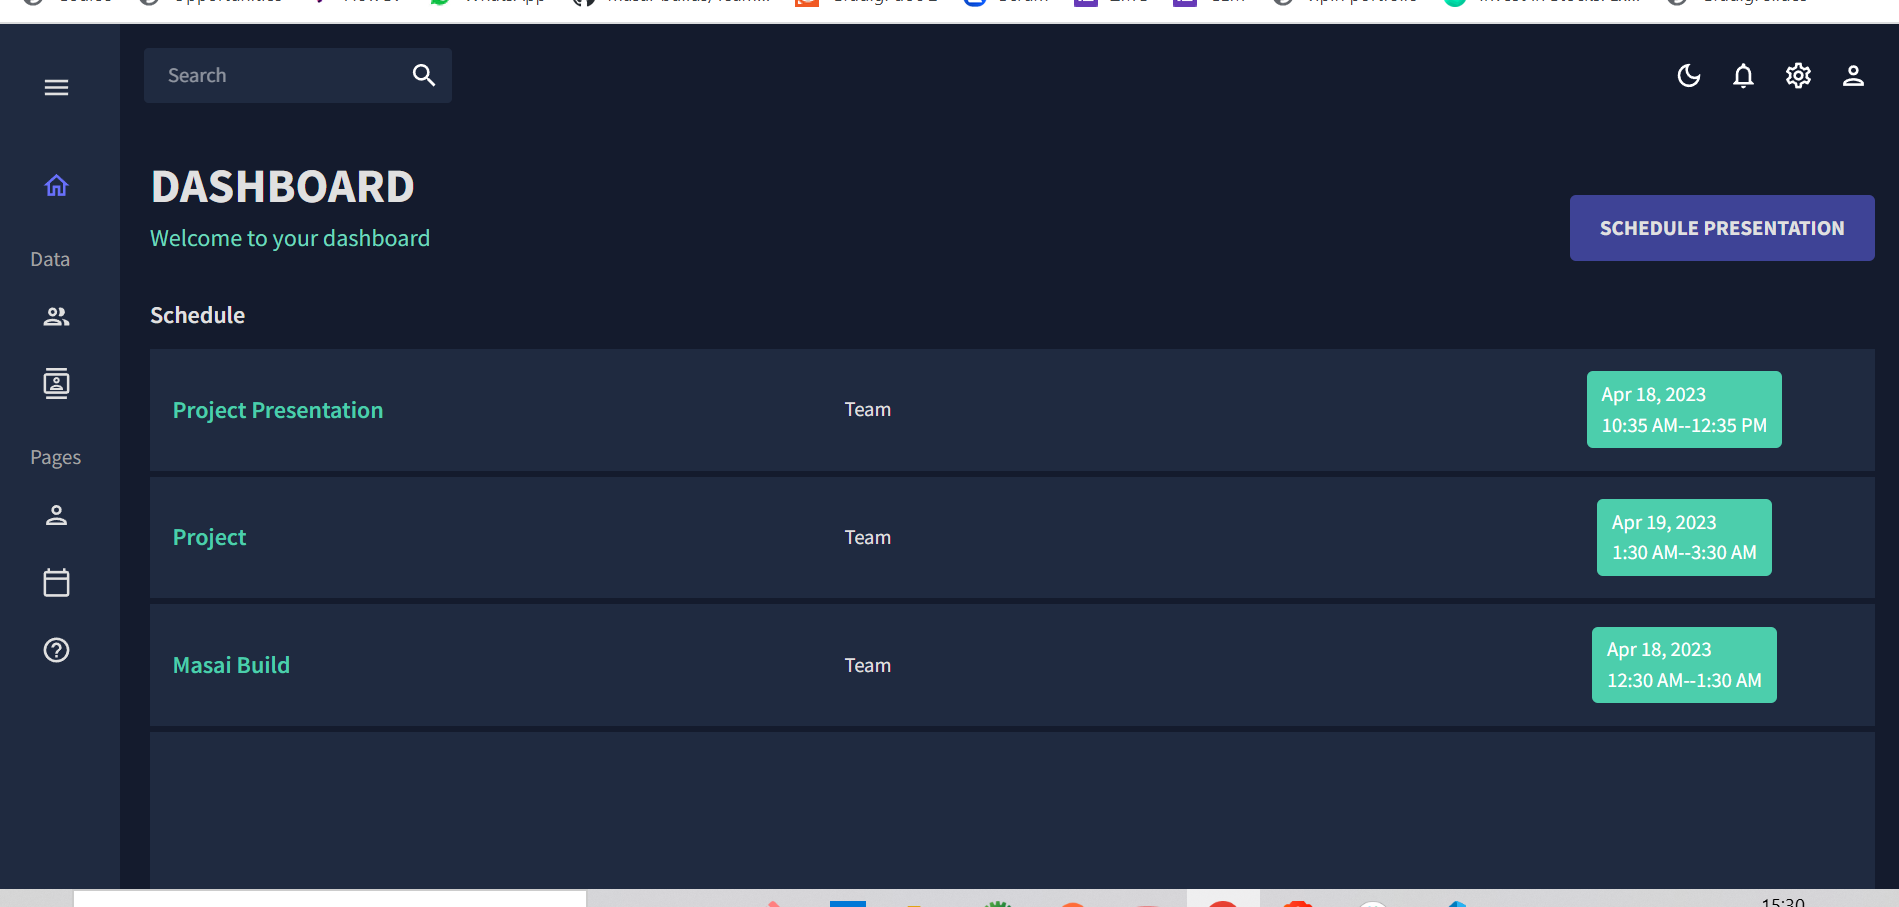 WhatsApp
Search
DASHBOARD
Welcome to your dashboard
SCHEDULE PRESENTATION
Data
Schedule
Project Presentation
Team
Apr 18, 2023
10:35 AM--12:35 PM
Pages
Project
Team
Apr 19, 2023
1:30 AM--3:30 AM
Masai Build
Team
Apr 18, 2023
12:30 AM--1:30 AM
15:30